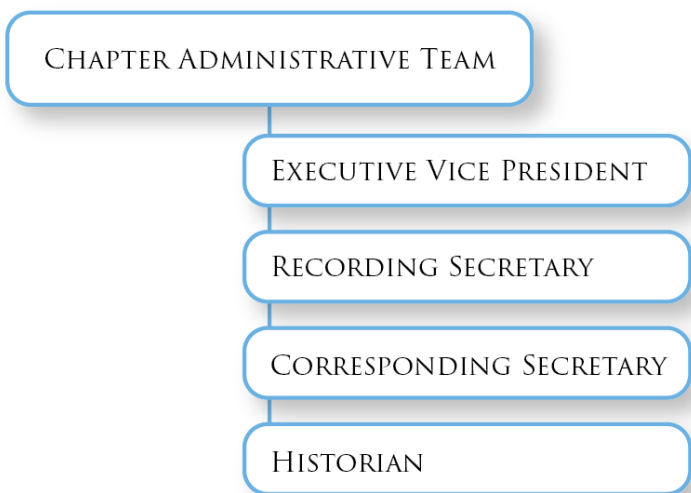 Chapter Administrative Team
Executive Vice President
Recording Secretary
Corresponding Secretary
Historian